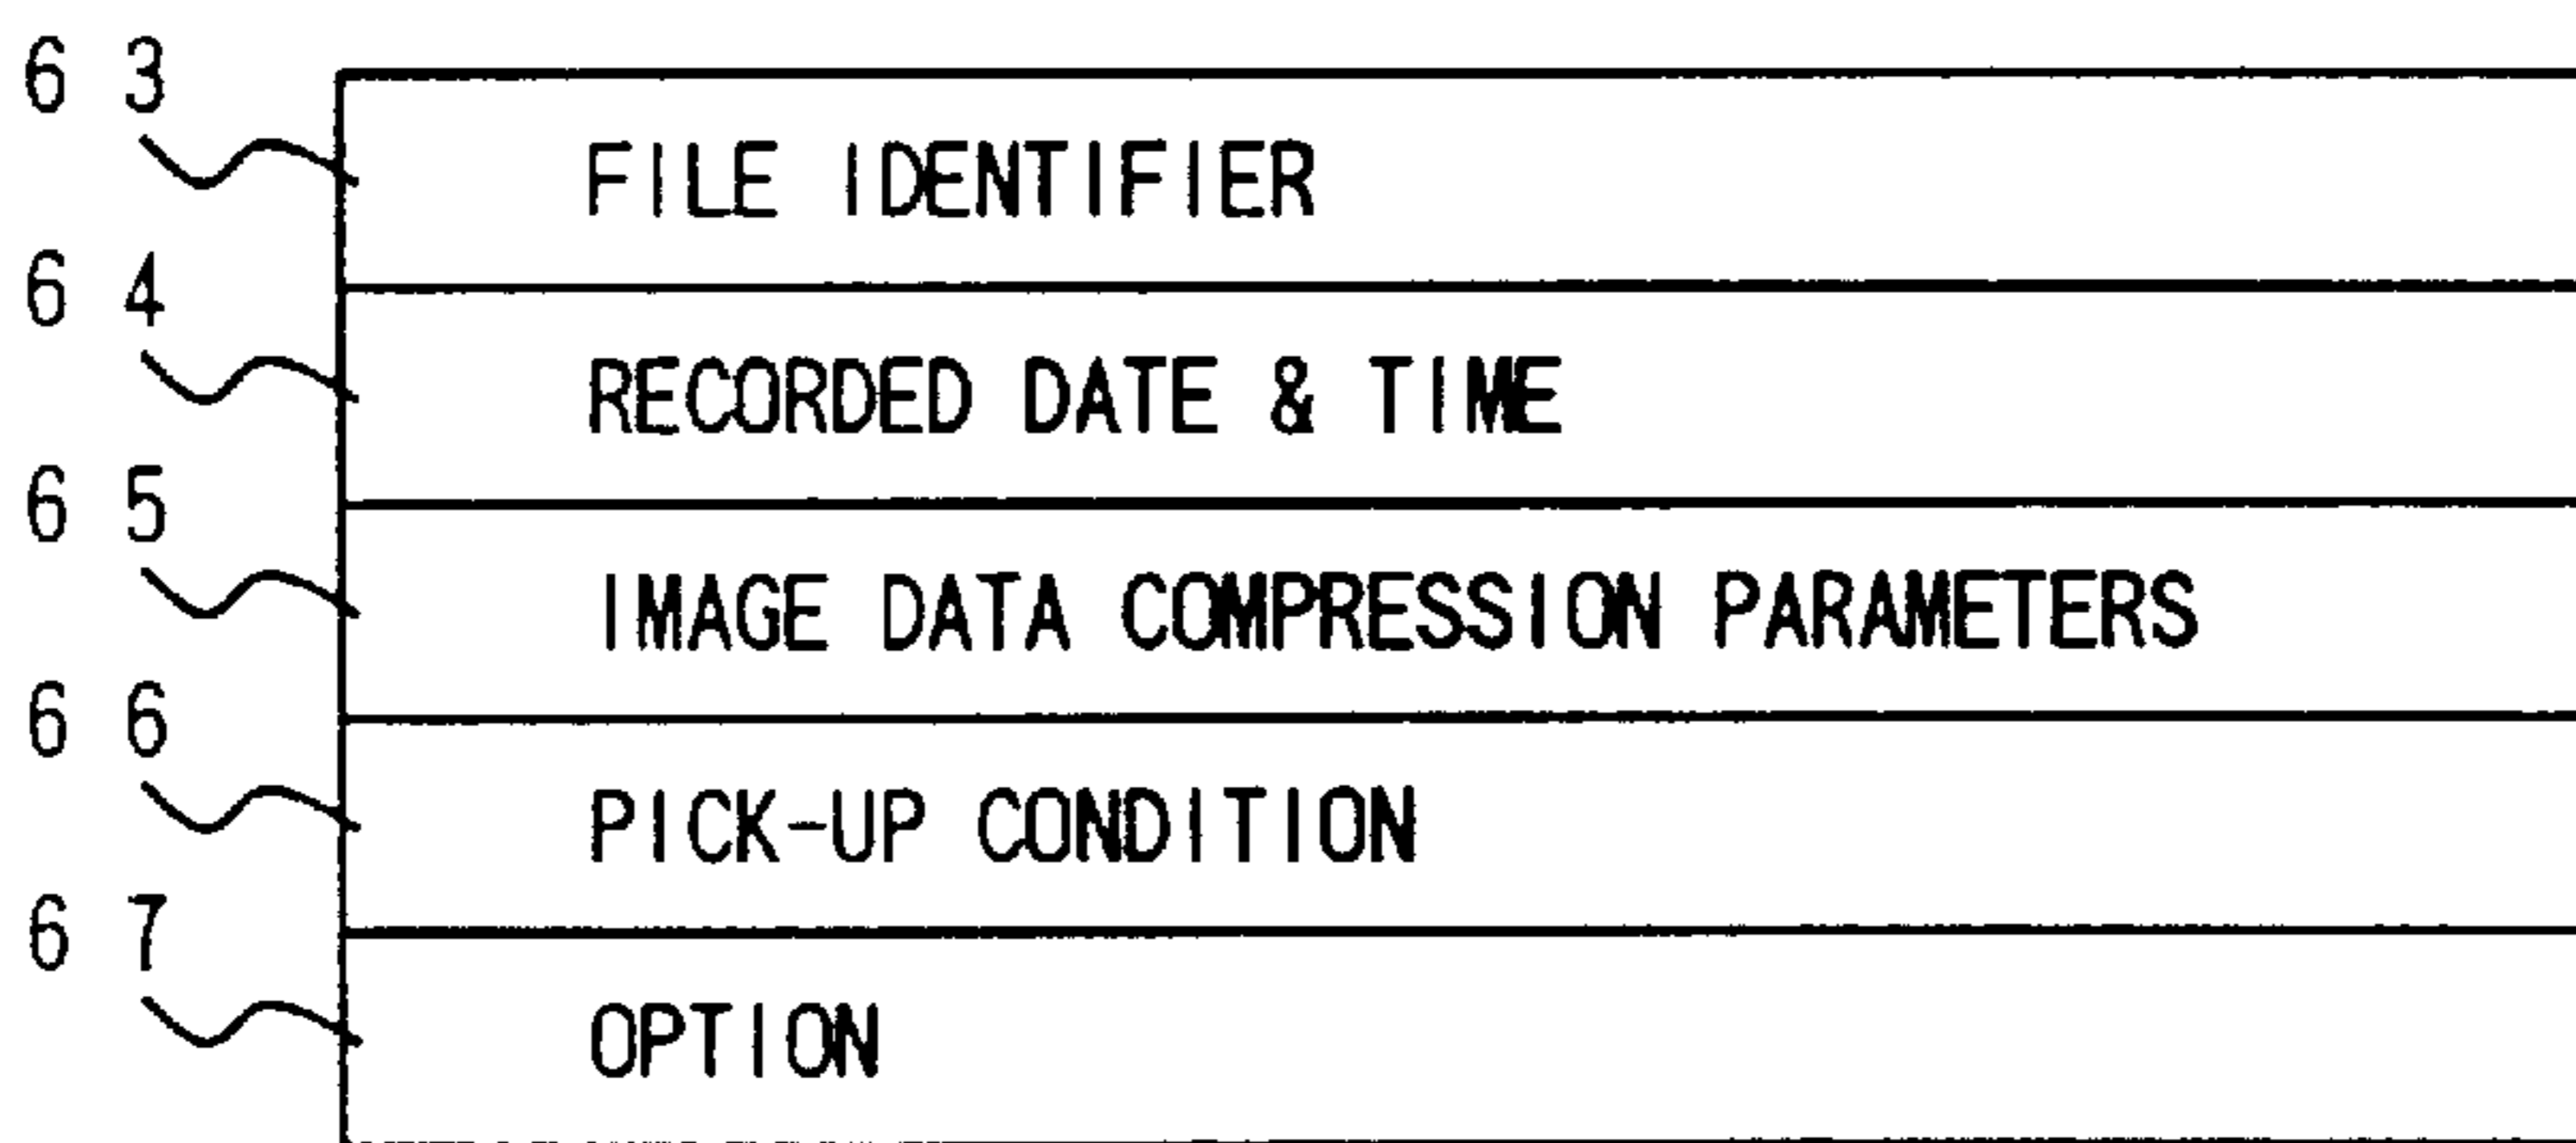 63
FILE IDENTIFIER
64
RECORDED DATE & TIME
65
IMAGE DATA COMPRESSION PARAMETERS
66
PICK-UP CONDITION
67
OPTION